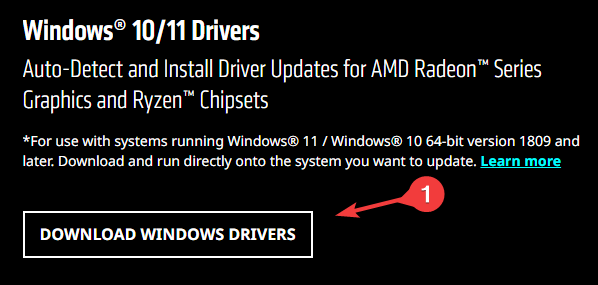 Windows® 10/11 Drivers
Auto-Detect and Install Driver Updates for AMD Radeon™ Series
Graphics and Ryzen™ Chipsets
*For use with systems running Windows® 11 / Windows® 10 64-bit version 1809 and
later. Download and run directly onto the system you want to update. Learn more
1
DOWNLOAD WINDOWS DRIVERS